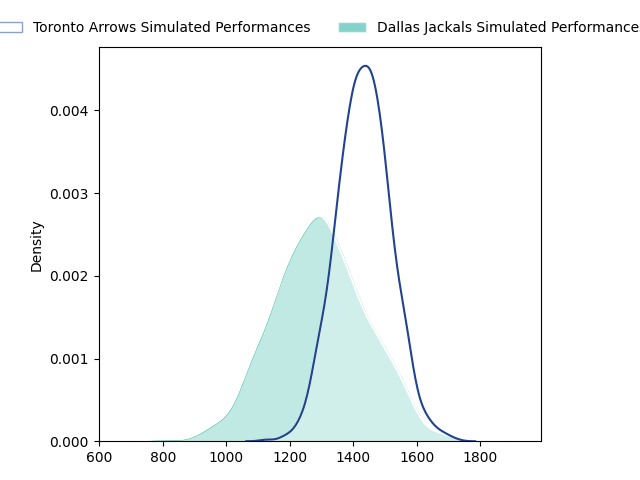 Toronto Arrows Simulated Performances
Dallas Jackals Simulated Performance
0.004
0.003
0.002
0.001
0.000
Density
600 800 1000 1200 1400 1600 1800